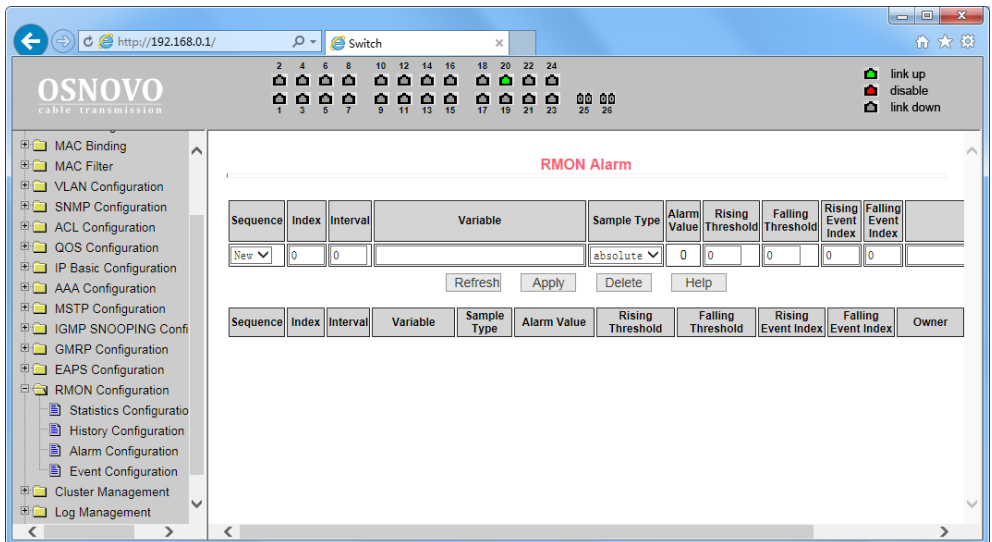 http://192.168.0.1/
Switch
OSNOVO
cable transmission
2 4 6 8 10 12 14 16 18 20 22 24
1 3 5 7 9 11 13 15 17 19 21 23 25 26
link up
disable
link down
MAC Binding
MAC Filter
VLAN Configuration
SNMP Configuration
ACL Configuration
QOS Configuration
IP Basic Configuration
AAA Configuration
MSTP Configuration
IGMP SNOOPING Confi
GMRP Configuration
EAPS Configuration
RMON Configuration
Statistics Configuratio
History Configuration
Alarm Configuration
Event Configuration
Cluster Management
Log Management
RMON Alarm
Sequence Index Interval Variable Sample Type Alarm Value Rising Threshold Falling Threshold Rising Event Index Falling Event Index
New 0 0 absolute 0 0 0 0 0
Refresh Apply Delete Help
Sequence Index Interval Variable Sample Type Alarm Value Rising Threshold Falling Threshold Rising Event Index Falling Event Index Owner